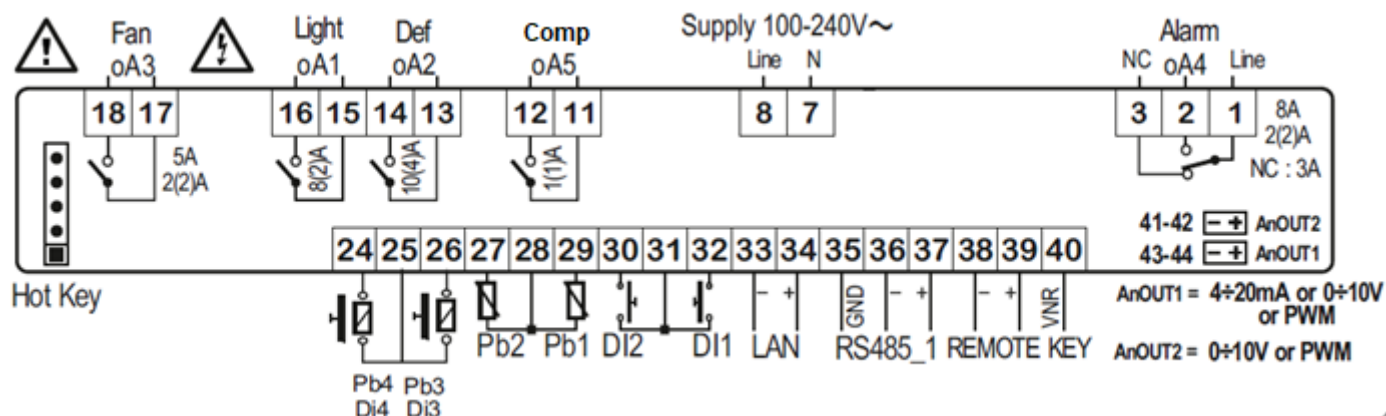 Fan Light Def Comp Supply 100-240V～ Alarm
oA3 oA1 oA2 oA5 Line N NC oA4 Line
18 17 16 15 14 13 12 11 8 7 3 2 1
5A
2(2)A
8(2)A
10(4)A
1(1)A
8A
2(2)A
NC : 3A
41-42 - + AnOUT2
43-44 - + AnOUT1
24 25 26 27 28 29 30 31 32 33 34 35 36 37 38 39 40
Hot Key
- + GND - + - + VNR
Pb2 Pb1 DI2 DI1 LAN RS485_1 REMOTE KEY
Pb4 Pb3
Di4 Di3
AnOUT1 = 4÷20mA or 0÷10V
or PWM
AnOUT2 = 0÷10V or PWM